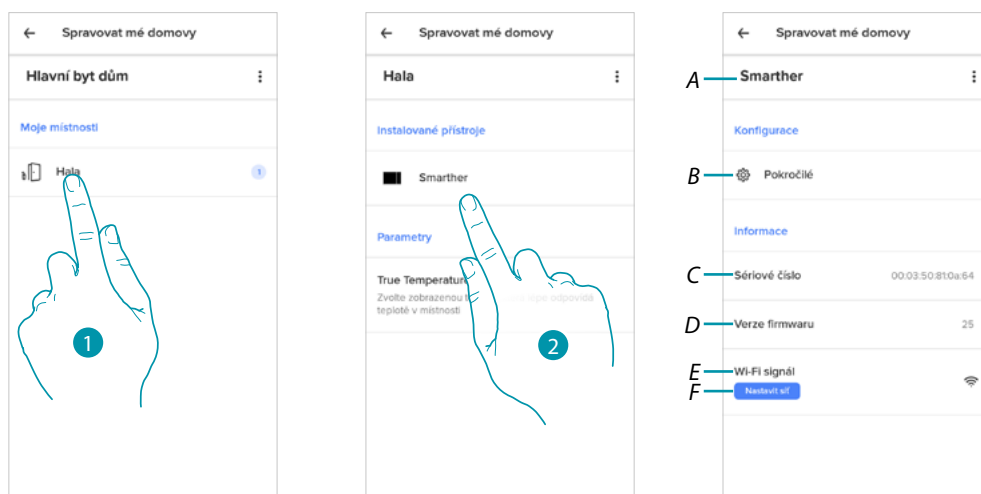 ← Spravovat mé domovy
Hlavní byt dům
Moje místnosti
Hala 1
1
← Spravovat mé domovy
Hala
Instalované přístroje
Smarther
Parametry
True Temperature
Zvolte zobrazenou odpovídá
teplotě v místnosti
2
← Spravovat mé domovy
A Smarther
Konfigurace
B Pokročilé
Informace
C Sériové číslo 00:03:50:81:0a:64
D Verze firmwaru 25
E Wi-Fi signál
F Nastavit síť